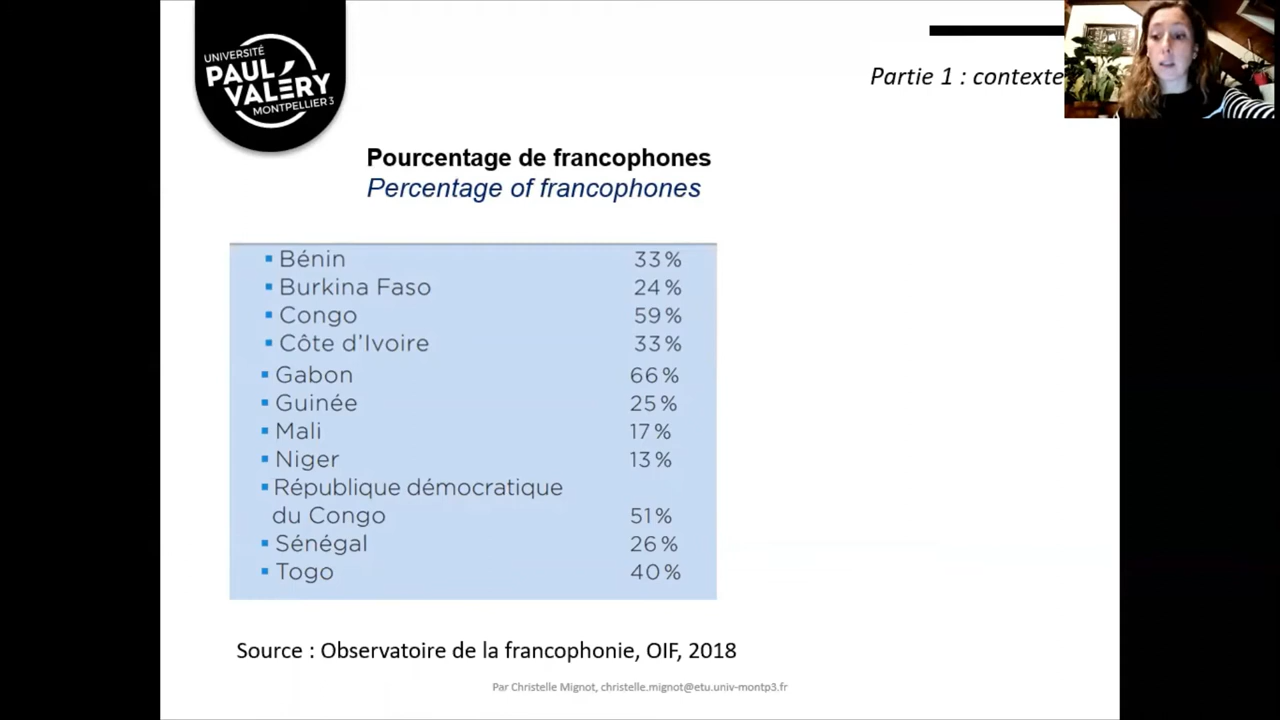 UNIVERSITÉ
PAUL
VALÉRY
MONTPELLIER 3
Partie 1 : contexte
Pourcentage de francophones
Percentage of francophones
▪ Bénin 33 %
▪ Burkina Faso 24 %
▪ Congo 59 %
▪ Côte d’Ivoire 33 %
▪ Gabon 66 %
▪ Guinée 25 %
▪ Mali 17 %
▪ Niger 13 %
▪ République démocratique
du Congo 51 %
▪ Sénégal 26 %
▪ Togo 40 %
Source : Observatoire de la francophonie, OIF, 2018
Par Christelle Mignot, christelle.mignot@etu.univ-montp3.fr